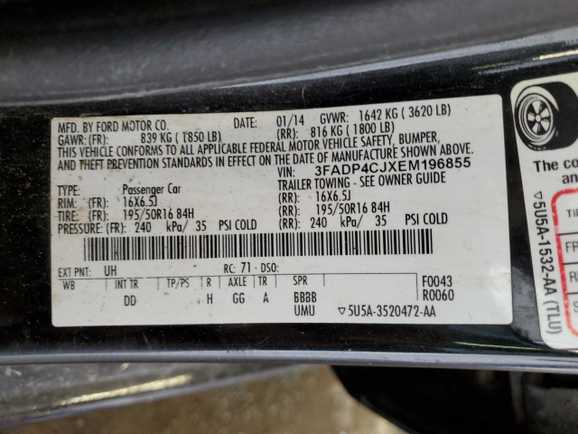 MFD. BY FORD MOTOR CO. DATE: 01/14 GVWR: 1642 KG ( 3620 LB)
GAWR: (FR): 839 KG ( 1850 LB) (RR): 816 KG ( 1800 LB)
THIS VEHICLE CONFORMS TO ALL APPLICABLE FEDERAL MOTOR VEHICLE SAFETY, BUMPER,
AND THEFT PREVENTION STANDARDS IN EFFECT ON THE DATE OF MANUFACTURE SHOWN ABOVE.
VIN: 3FADP4CJXEM196855
TYPE: Passenger Car TRAILER TOWING - SEE OWNER GUIDE
RIM: (FR): 16X6.5J (RR): 16X6.5J
TIRE: (FR): 195/50R16 84H (RR): 195/50R16 84H
PRESSURE: (FR): 240 kPa/ 35 PSI COLD (RR): 240 kPa/ 35 PSI COLD
EXT PNT: UH RC: 71 DSO:
WB INT TR TP/PS R AXLE TR SPR F0043
DD H GG A BBBB R0060
UMU ▽5U5A-3520472-AA
The co
and
TI
FR
RE
S
▽5U5A-1532-AA (TLU)